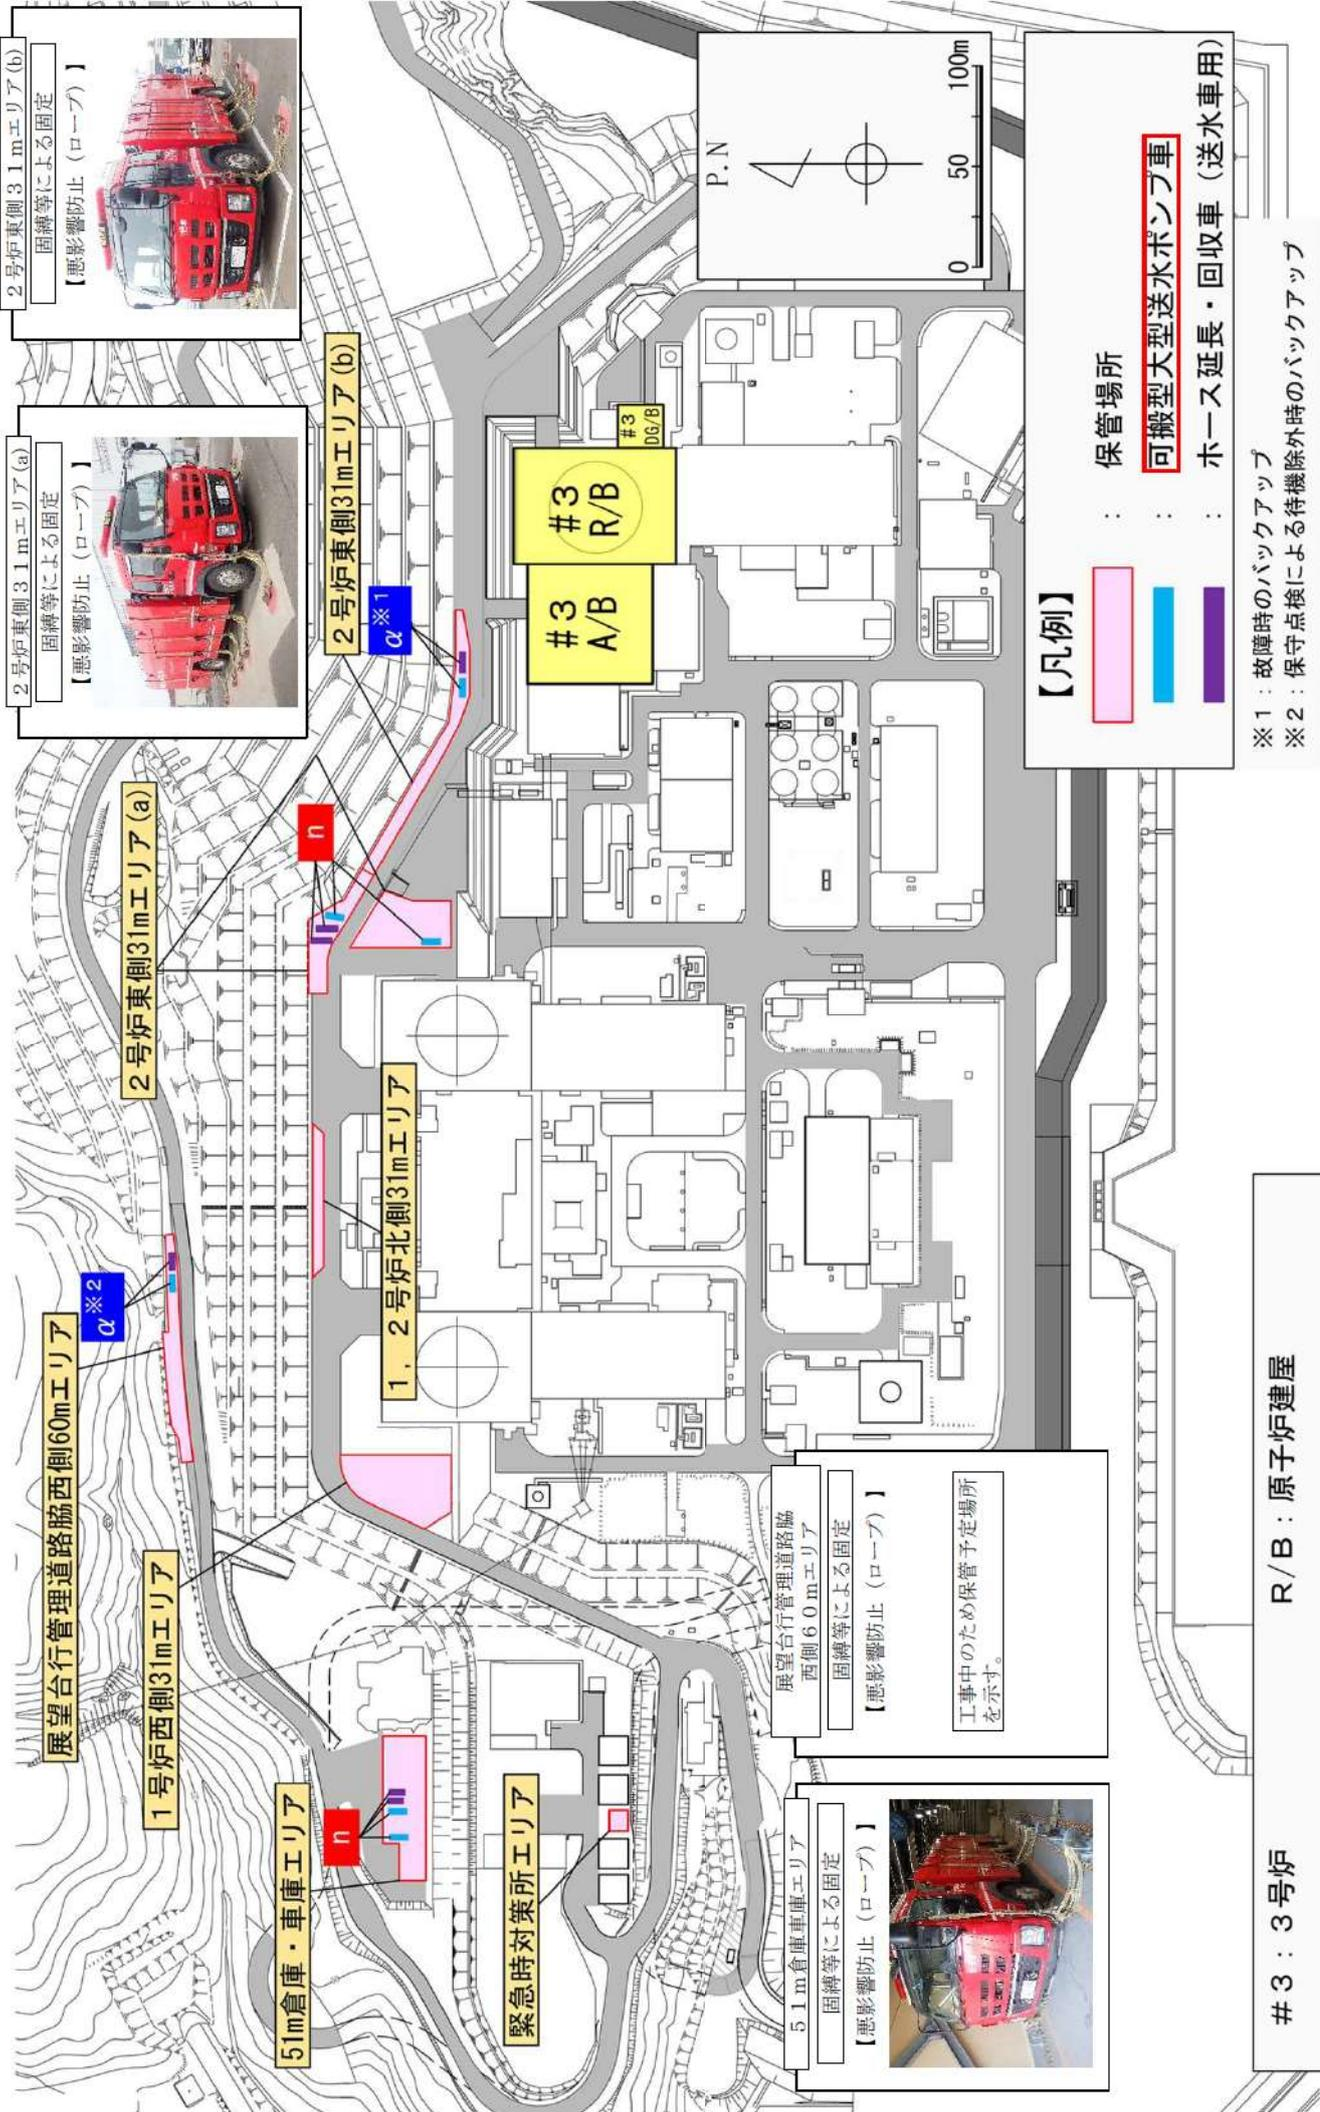 展望台行管理道路脇西側60mエリア
α※2
2号炉東側31mエリア(a)
2号炉東側31mエリア(a)
固縛等による固定
【悪影響防止（ロープ）】
2号炉東側31mエリア(b)
固縛等による固定
【悪影響防止（ロープ）】
1号炉西側31mエリア
n
2号炉東側31mエリア(b)
α※1
51m倉庫・車庫エリア
n
1，2号炉北側31mエリア
緊急時対策所エリア
#3
A/B
#3
R/B
#3
DG/B
P.N
0
50
100m
51m倉庫車庫エリア
固縛等による固定
【悪影響防止（ロープ）】
展望台行管理道路脇
西側60mエリア
固縛等による固定
【悪影響防止（ロープ）】
工事中のため保管予定場所
を示す。
【凡例】
：保管場所
：可搬型大型送水ポンプ車
：ホース延長・回収車（送水車用）
※1：故障時のバックアップ
※2：保守点検による待機除外時のバックアップ
#3：3号炉
R/B：原子炉建屋